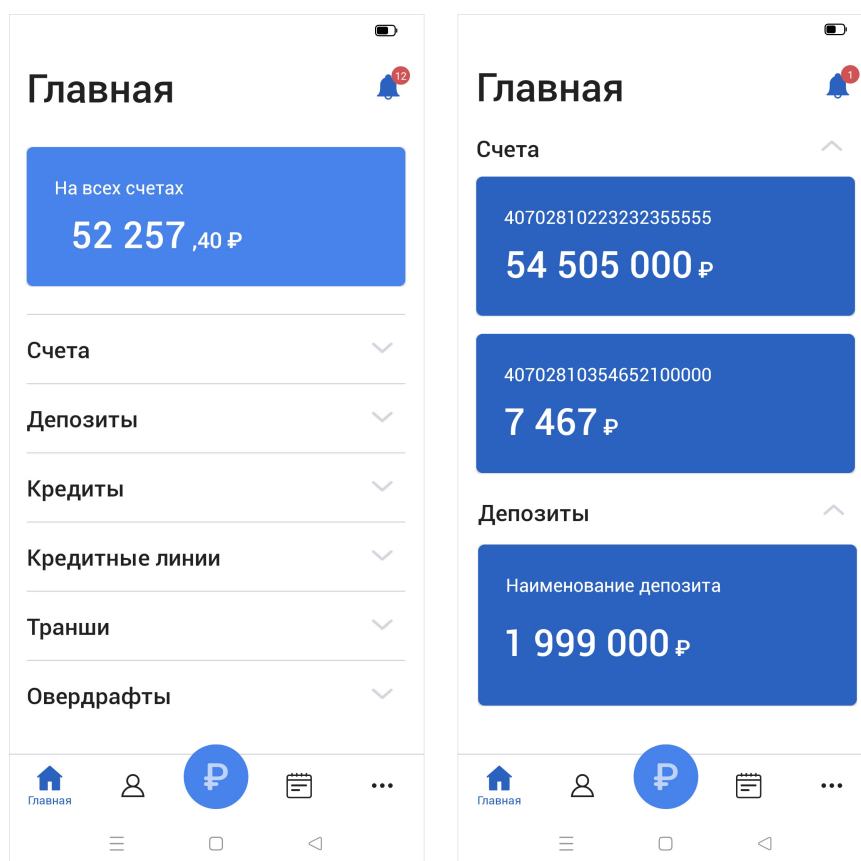 Главная
12
На всех счетах
52 257 ,40 ₽
Счета
Депозиты
Кредиты
Кредитные линии
Транши
Овердрафты
₽
Главная
Главная
1
Счета
40702810223232355555
54 505 000 ₽
40702810354652100000
7 467 ₽
Депозиты
Наименование депозита
1 999 000 ₽
₽
Главная